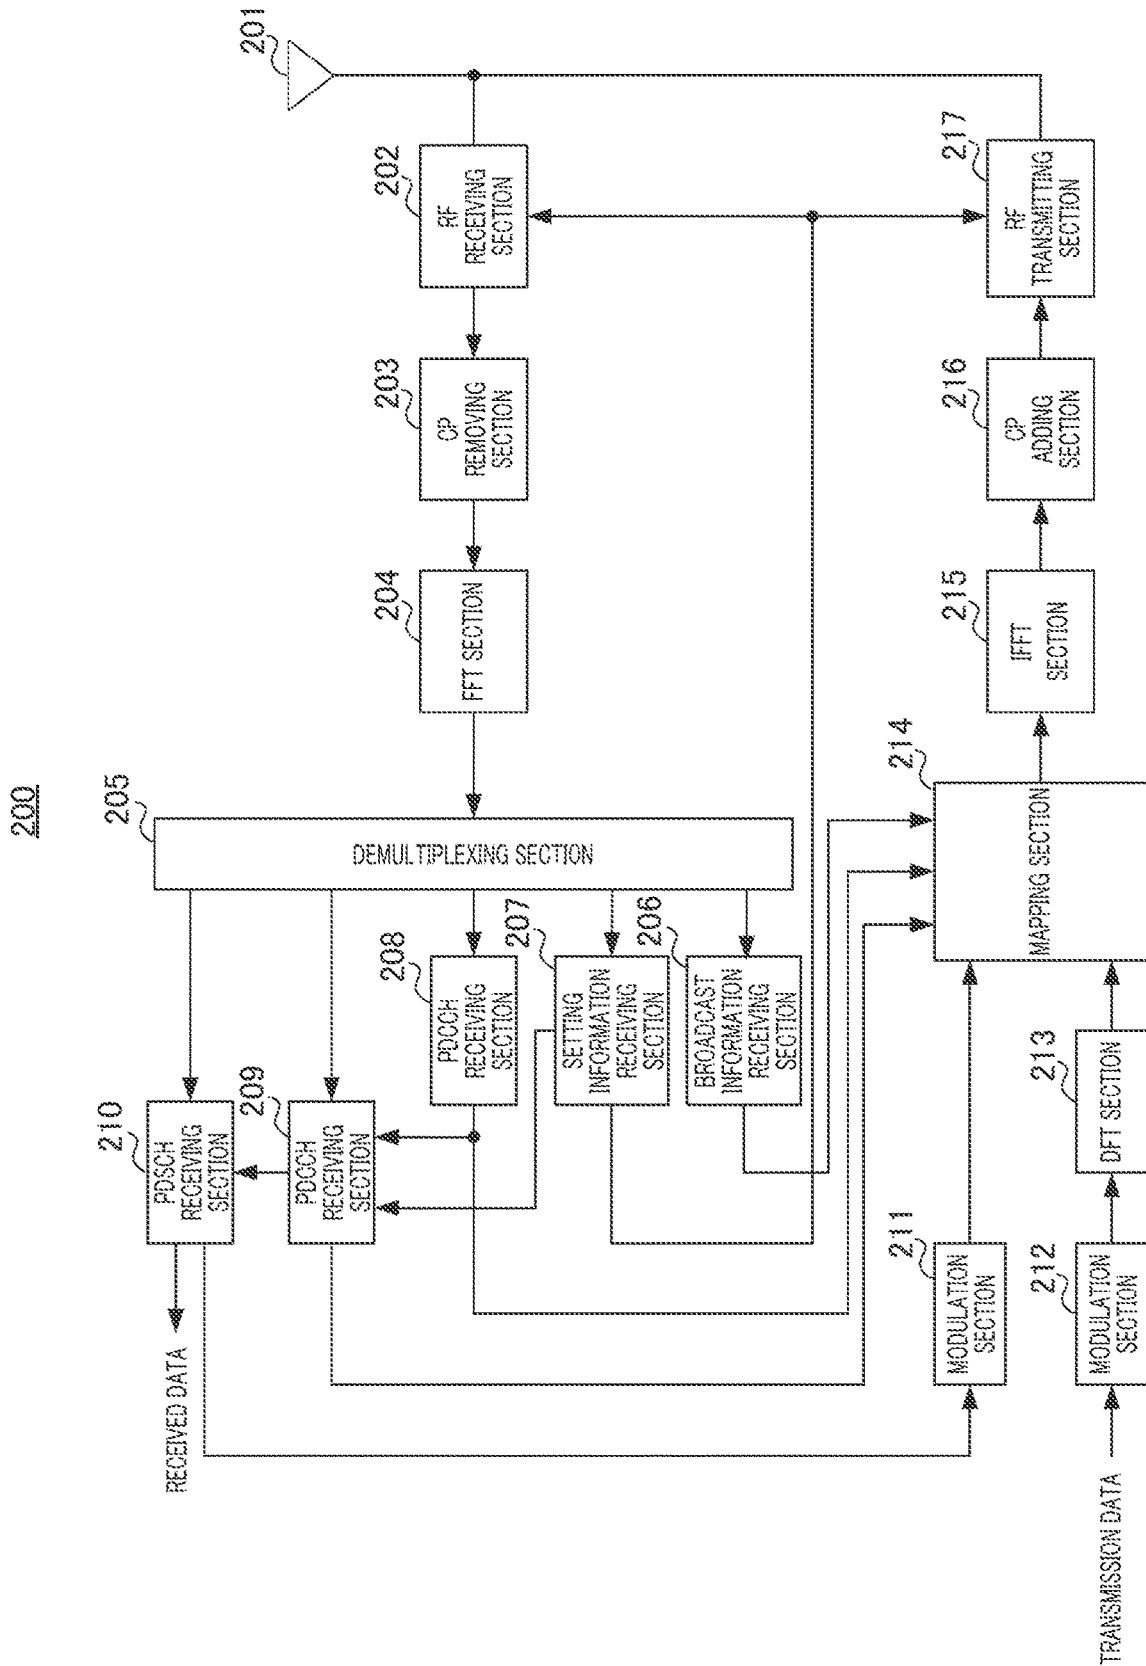 200
RECEIVED DATA
210
PDSCH
RECEIVING
SECTION
209
PDCCH
RECEIVING
SECTION
208
PDCCH
RECEIVING
SECTION
207
SETTING
INFORMATION
RECEIVING
SECTION
206
BROADCAST
INFORMATION
RECEIVING
SECTION
205
DEMULTIPLEXING SECTION
204
FFT SECTION
203
CP
REMOVING
SECTION
202
RF
RECEIVING
SECTION
201
211
MODULATION
SECTION
TRANSMISSION DATA
212
MODULATION
SECTION
213
DFT SECTION
214
MAPPING SECTION
215
IFFT
SECTION
216
CP
ADDING
SECTION
217
RF
TRANSMITTING
SECTION